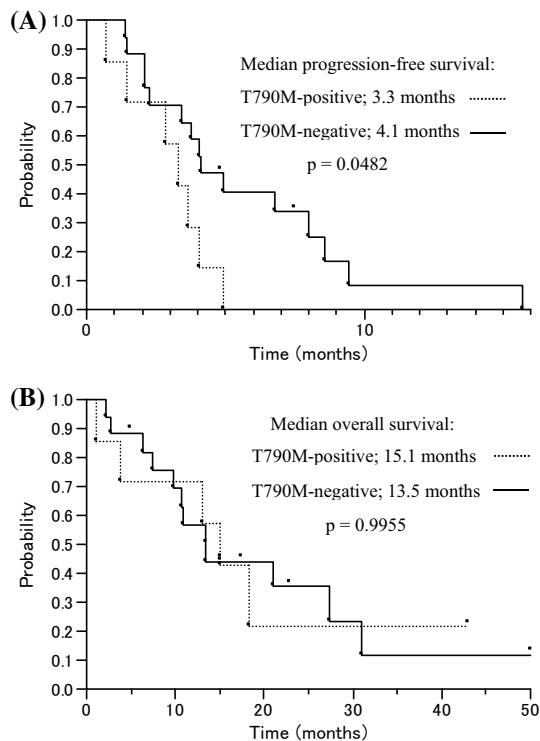 (A)
Probability
1.0
0.9
0.8
0.7
0.6
0.5
0.4
0.3
0.2
0.1
0.0
Median progression-free survival:
T790M-positive; 3.3 months
T790M-negative; 4.1 months
p = 0.0482
0 10
Time (months)
(B)
Probability
1.0
0.9
0.8
0.7
0.6
0.5
0.4
0.3
0.2
0.1
0.0
Median overall survival:
T790M-positive; 15.1 months
T790M-negative; 13.5 months
p = 0.9955
0 10 20 30 40 50
Time (months)